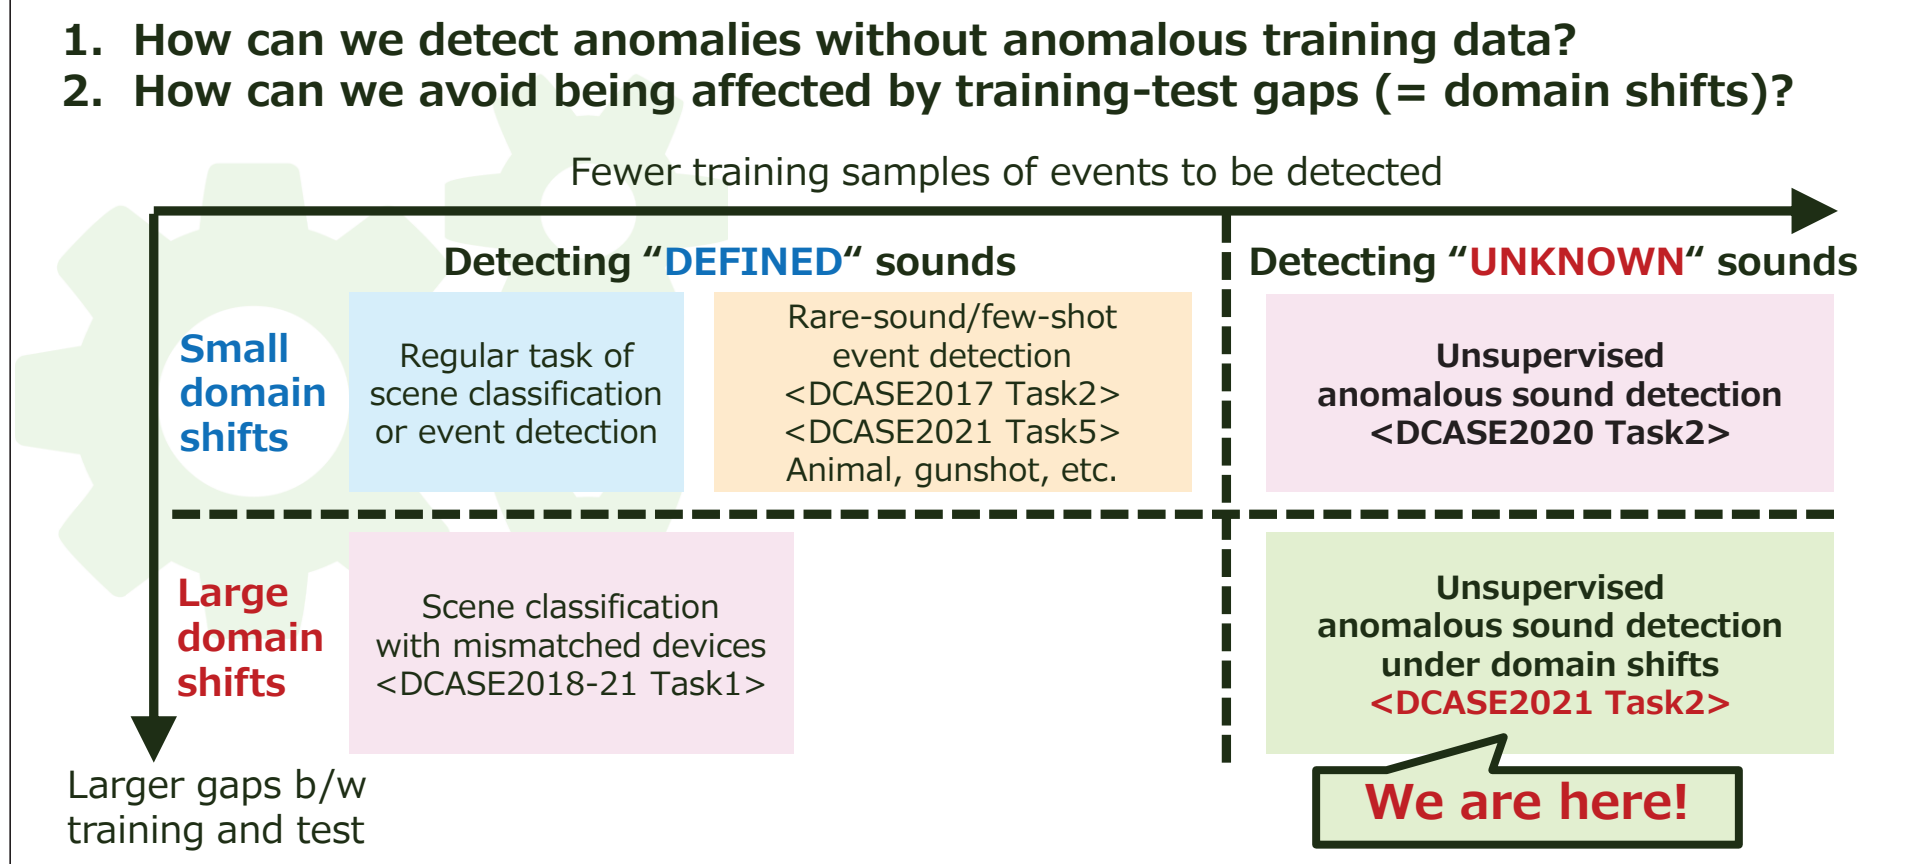 1. How can we detect anomalies without anomalous training data?
2. How can we avoid being affected by training-test gaps (= domain shifts)?
Fewer training samples of events to be detected
Detecting “DEFINED“ sounds
Detecting “UNKNOWN“ sounds
Small
domain
shifts
Regular task of
scene classification
or event detection
Rare-sound/few-shot
event detection
<DCASE2017 Task2>
<DCASE2021 Task5>
Animal, gunshot, etc.
Unsupervised
anomalous sound detection
<DCASE2020 Task2>
Large
domain
shifts
Scene classification
with mismatched devices
<DCASE2018-21 Task1>
Unsupervised
anomalous sound detection
under domain shifts
<DCASE2021 Task2>
Larger gaps b/w
training and test
We are here!